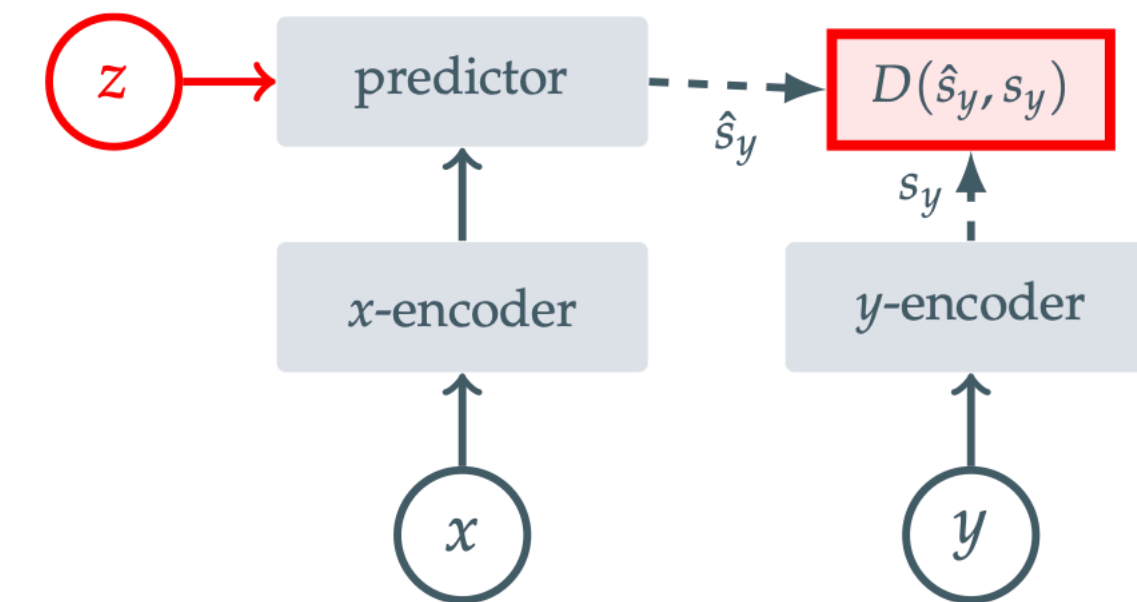 z
predictor
D(ŝ_y, s_y)
ŝ_y
s_y
x-encoder
y-encoder
x
y